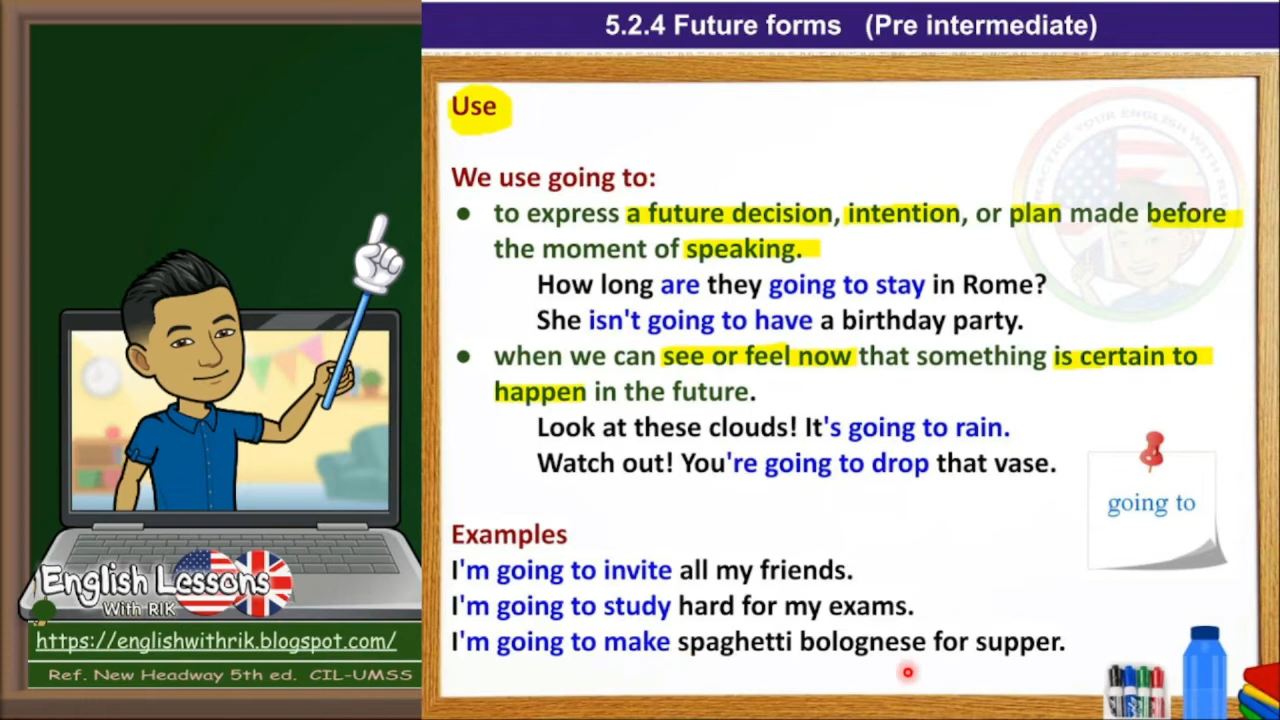 5.2.4 Future forms (Pre intermediate)
Use
We use going to:
● to express a future decision, intention, or plan made before
the moment of speaking.
How long are they going to stay in Rome?
She isn't going to have a birthday party.
● when we can see or feel now that something is certain to
happen in the future.
Look at these clouds! It's going to rain.
Watch out! You're going to drop that vase.
going to
Examples
I'm going to invite all my friends.
I'm going to study hard for my exams.
I'm going to make spaghetti bolognese for supper.
English Lessons
With RIK
https://englishwithrik.blogspot.com/
Ref. New Headway 5th ed. CIL-UMSS
PRACTICE YOUR ENGLISH WITH RIK